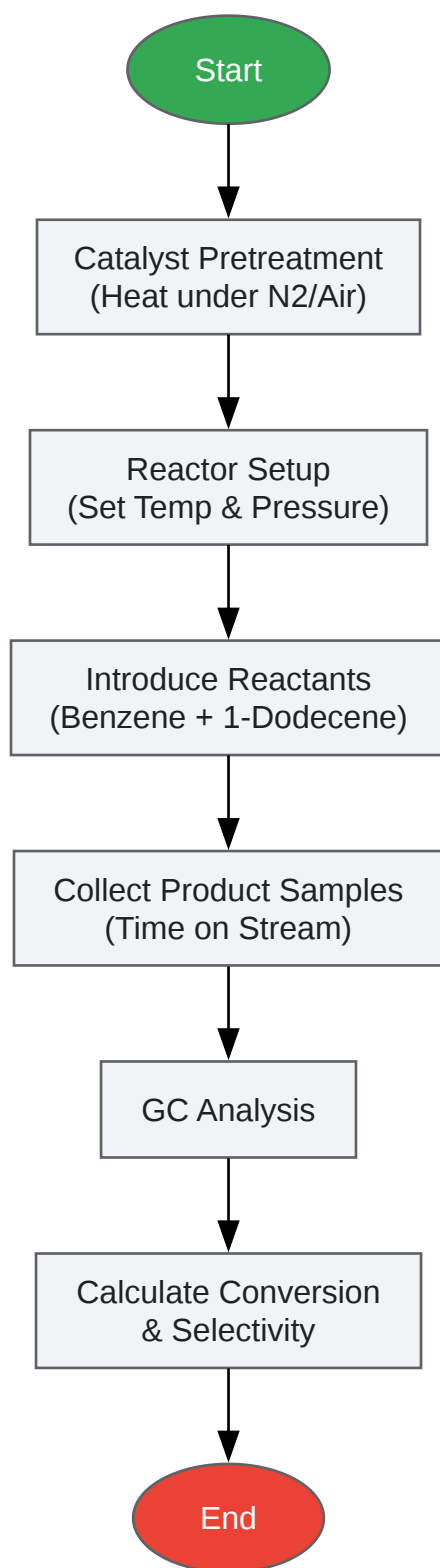 Start
Catalyst Pretreatment
(Heat under N2/Air)
Reactor Setup
(Set Temp & Pressure)
Introduce Reactants
(Benzene + 1-Dodecene)
Collect Product Samples
(Time on Stream)
GC Analysis
Calculate Conversion
& Selectivity
End